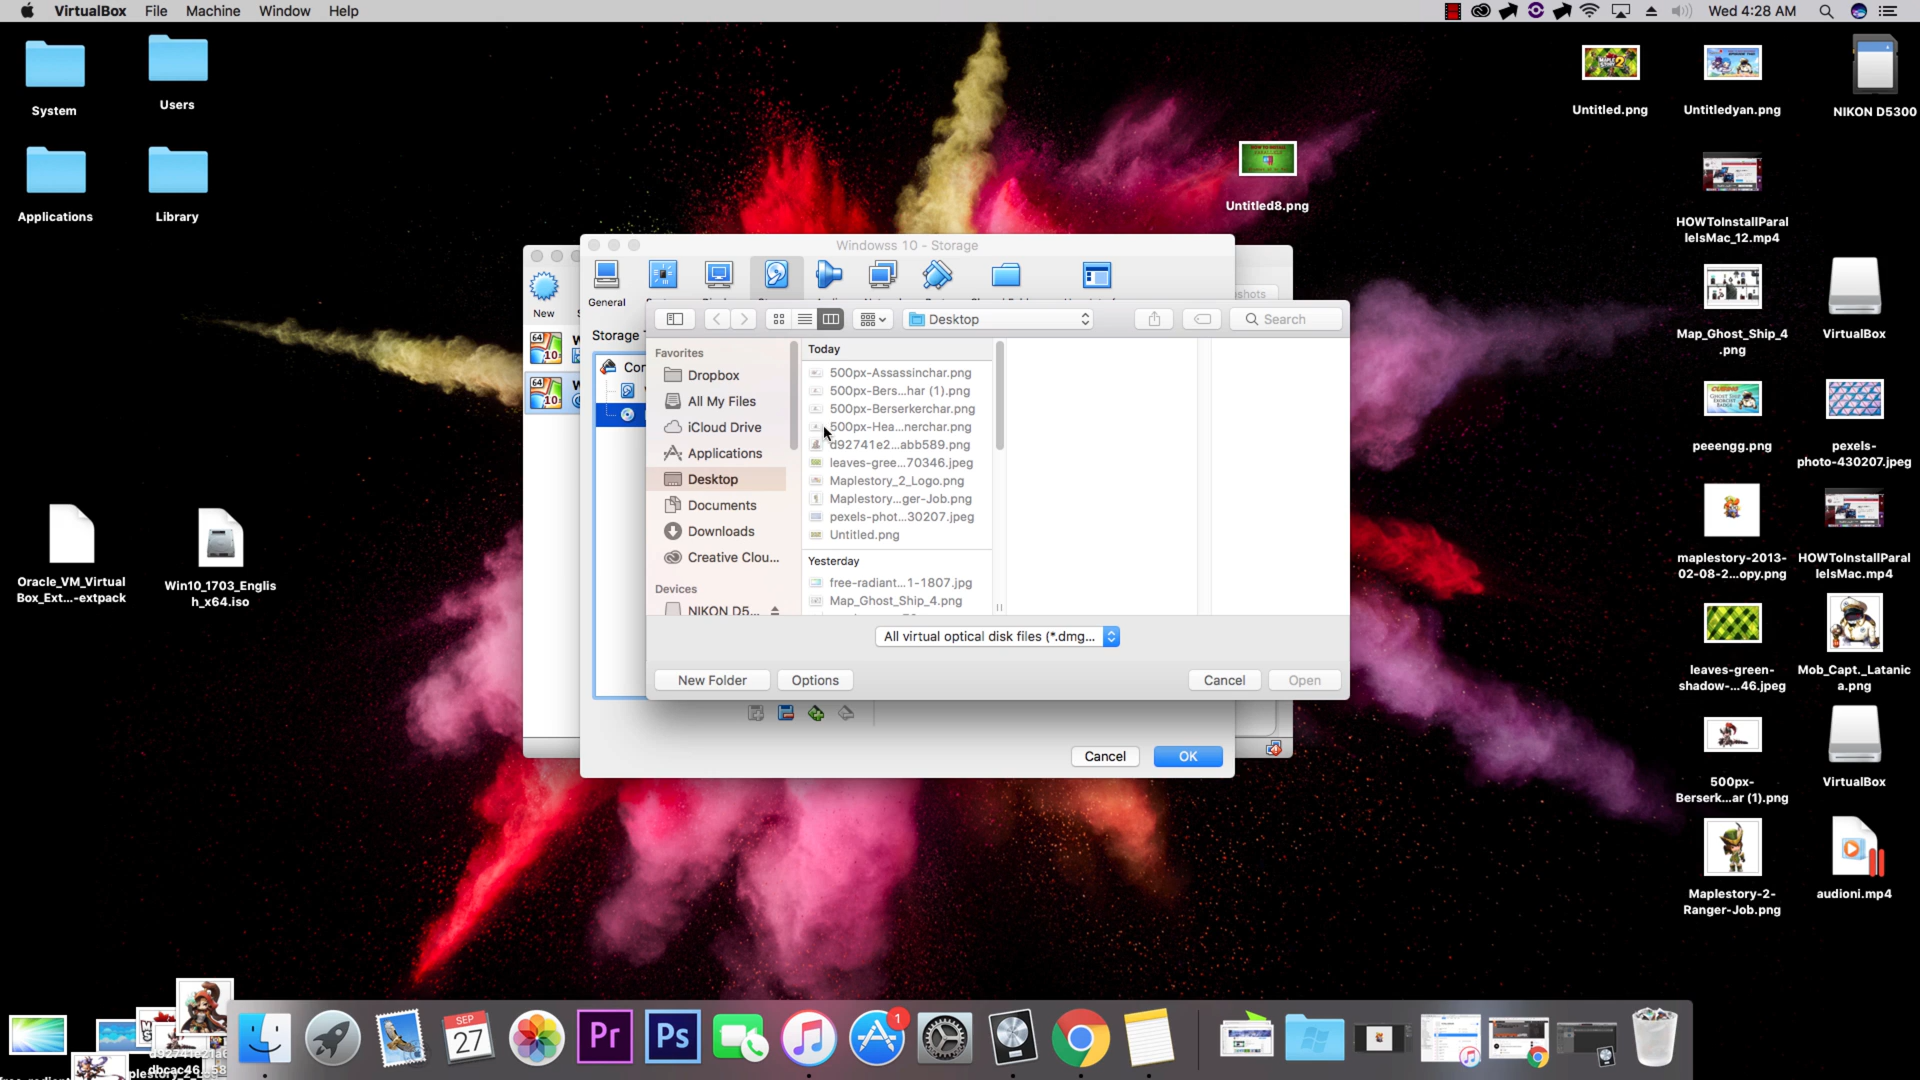 VirtualBox File Machine Window Help
Wed 4:28 AM
System
Users
Applications
Library
Untitled.png
Untitledyan.png
NIKON D5300
Untitled8.png
HOWToInstallParal
lelsMac_12.mp4
Map_Ghost_Ship_4
.png
VirtualBox
peeengg.png
pexels-
photo-430207.jpeg
maplestory-2013-
02-08-2...opy.png
HOWToInstallParal
lelsMac.mp4
leaves-green-
shadow-...46.jpeg
Mob_Capt._Latanic
a.png
500px-
Berserk...ar (1).png
VirtualBox
Maplestory-2-
Ranger-Job.png
audioni.mp4
Oracle_VM_Virtual
Box_Ext...-extpack
Win10_1703_Englis
h_x64.iso
Windowss 10 - Storage
General
New
Storage
Desktop
Search
Favorites
Dropbox
All My Files
iCloud Drive
Applications
Desktop
Documents
Downloads
Creative Clou...
Devices
NIKON D5...
Today
500px-Assassinchar.png
500px-Bers...har (1).png
500px-Berserkerchar.png
500px-Hea...nerchar.png
d92741e2...abb589.png
leaves-gree...70346.jpeg
Maplestory_2_Logo.png
Maplestory...ger-Job.png
pexels-phot...30207.jpeg
Untitled.png
Yesterday
free-radiant...1-1807.jpg
Map_Ghost_Ship_4.png
All virtual optical disk files (*.dmg...
New Folder
Options
Cancel
Open
Cancel
OK
SEP
27
Pr
Ps
1